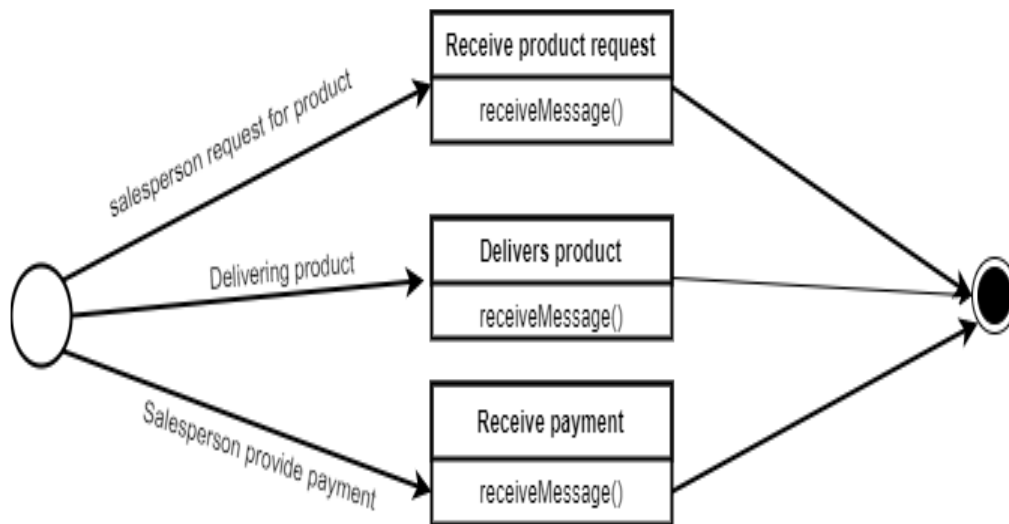 Receive product request
receiveMessage()
salesperson request for product
Delivers product
receiveMessage()
Delivering product
Receive payment
receiveMessage()
Salesperson provide payment